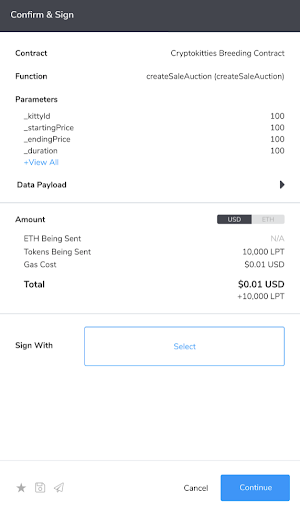 Confirm & Sign
Contract Cryptokitties Breeding Contract
Function createSaleAuction (createSaleAuction)
Parameters
_kittyId 100
_startingPrice 100
_endingPrice 100
_duration 100
+View All
Data Payload
Amount USD ETH
ETH Being Sent N/A
Tokens Being Sent 10,000 LPT
Gas Cost $0.01 USD
Total $0.01 USD
+10,000 LPT
Sign With Select
Cancel Continue